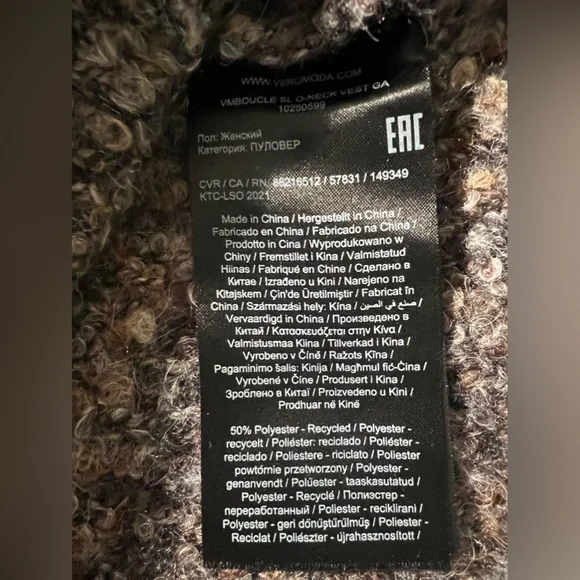 WWW.VEROMODA.COM
VMBOUCLE SL O-NECK VEST GA
10250599
EAC
Пол: Женский
Категория: ПУЛОВЕР
CVR / CA / RN: 88216512 / 57831 / 149349
KTC-LSO 2021
Made in China / Hergestellt in China /
Fabricado en China / Fabricado na China /
Prodotto in Cina / Wyprodukowano w
Chiny / Fremstillet i Kina / Valmistatud
Hiinas / Fabriqué en Chine / Сделано в
Китае / Izrađeno u Kini / Narejeno na
Kitajskem / Çin'de Üretilmiştir / Fabricat în
China / Származási hely: Kína / صنع في الصين /
Vervaardigd in China / Произведено в
Китай / Κατασκευάζεται στην Κίνα /
Valmistusmaa Kiina / Tillverkad i Kina /
Vyrobeno v Číně / Ražots Ķīna /
Pagaminimo šalis: Kinija / Magħmul fiċ-Ċina /
Vyrobené v Číne / Produsert i Kina /
Зроблено в Китаї / Proizvedeno u Kini /
Prodhuar në Kinë
50% Polyester - Recycled / Polyester -
recycelt / Poliéster: reciclado / Poliéster -
reciclado / Poliestere - riciclato / Poliester
powtórnie przetworzony / Polyester -
genanvendt / Polüester - taaskasutatud /
Polyester - Recyclé / Полиэстер -
переработанный / Poliester - reciklirani /
Polyester - geri dönüştürülmüş / Poliester -
Reciclat / Poliészter - újrahasznosított /